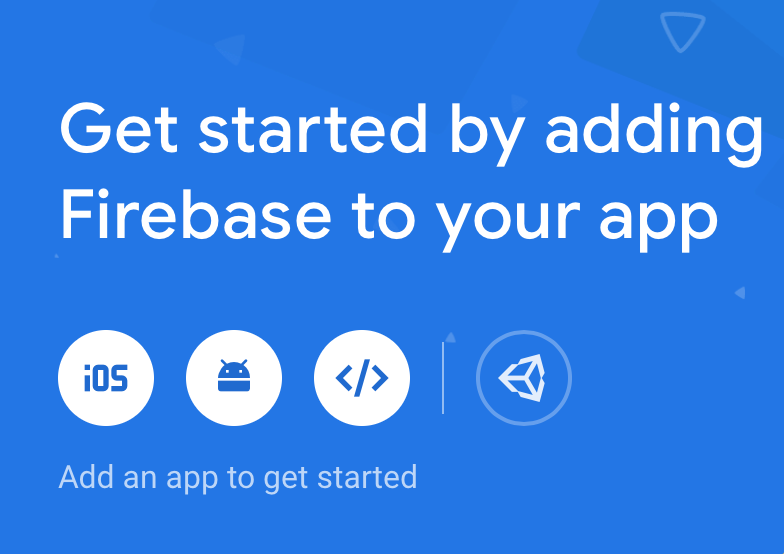 Get started by adding
Firebase to your app
iOS
</>
Add an app to get started